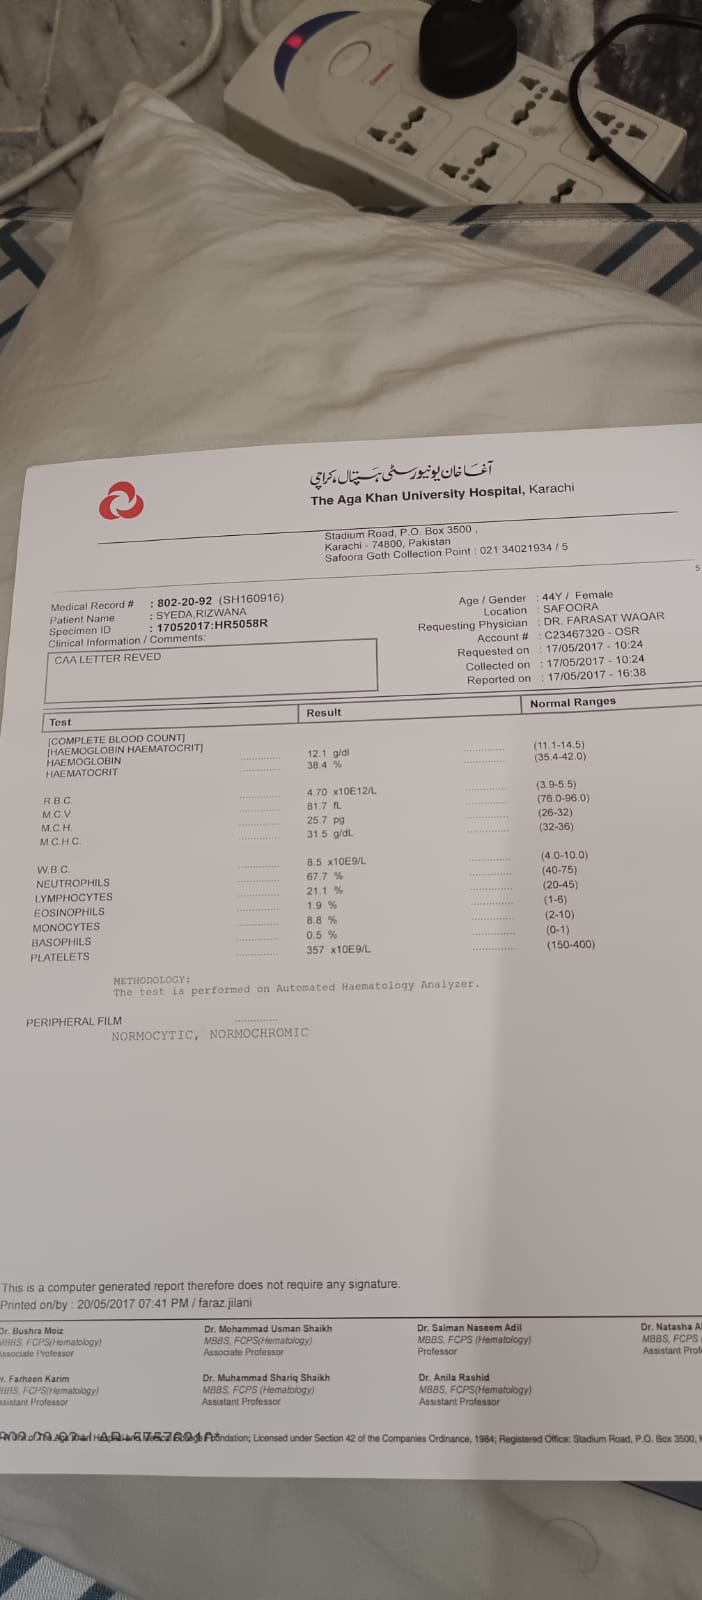 آغا خان یونیورسٹی ہسپتال، کراچی
The Aga Khan University Hospital, Karachi
Stadium Road, P.O. Box 3500 ,
Karachi - 74800, Pakistan
Safoora Goth Collection Point : 021 34021934 / 5
5
Medical Record # : 802-20-92 (SH160916)
Patient Name : SYEDA,RIZWANA
Specimen ID : 17052017:HR5058R
Clinical Information / Comments:
CAA LETTER REVED
Age / Gender : 44Y / Female
Location : SAFOORA
Requesting Physician : DR. FARASAT WAQAR
Account # : C23467320 - OSR
Requested on : 17/05/2017 - 10:24
Collected on : 17/05/2017 - 10:24
Reported on : 17/05/2017 - 16:38
Test Result Normal Ranges
[COMPLETE BLOOD COUNT]
[HAEMOGLOBIN HAEMATOCRIT]
HAEMOGLOBIN ............ 12.1 g/dl ............ (11.1-14.5)
HAEMATOCRIT ............ 38.4 % ............ (35.4-42.0)
R.B.C. ............ 4.70 x10E12/L ............ (3.9-5.5)
M.C.V. ............ 81.7 fL ............ (76.0-96.0)
M.C.H. ............ 25.7 pg ............ (26-32)
M.C.H.C. ............ 31.5 g/dL ............ (32-36)
W.B.C. ............ 8.5 x10E9/L ............ (4.0-10.0)
NEUTROPHILS ............ 67.7 % ............ (40-75)
LYMPHOCYTES ............ 21.1 % ............ (20-45)
EOSINOPHILS ............ 1.9 % ............ (1-6)
MONOCYTES ............ 8.8 % ............ (2-10)
BASOPHILS ............ 0.5 % ............ (0-1)
PLATELETS ............ 357 x10E9/L ............ (150-400)
METHODOLOGY:
The test is performed on Automated Haematology Analyzer.
PERIPHERAL FILM ............
NORMOCYTIC, NORMOCHROMIC
This is a computer generated report therefore does not require any signature.
Printed on/by : 20/05/2017 07:41 PM / faraz.jilani
Dr. Bushra Moiz Dr. Mohammad Usman Shaikh Dr. Salman Naseem Adil Dr. Natasha
MBBS, FCPS(Hematology) MBBS, FCPS(Hematology) MBBS, FCPS (Hematology) MBBS, FCPS
Associate Professor Associate Professor Professor Assistant
Dr. Farheen Karim Dr. Muhammad Shariq Shaikh Dr. Anila Rashid
MBBS, FCPS(Hematology) MBBS, FCPS (Hematology) MBBS, FCPS (Hematology)
Assistant Professor Assistant Professor Assistant Professor
Foundation; Licensed under Section 42 of the Companies Ordinance, 1984; Registered Office: Stadium Road, P.O. Box 3500,